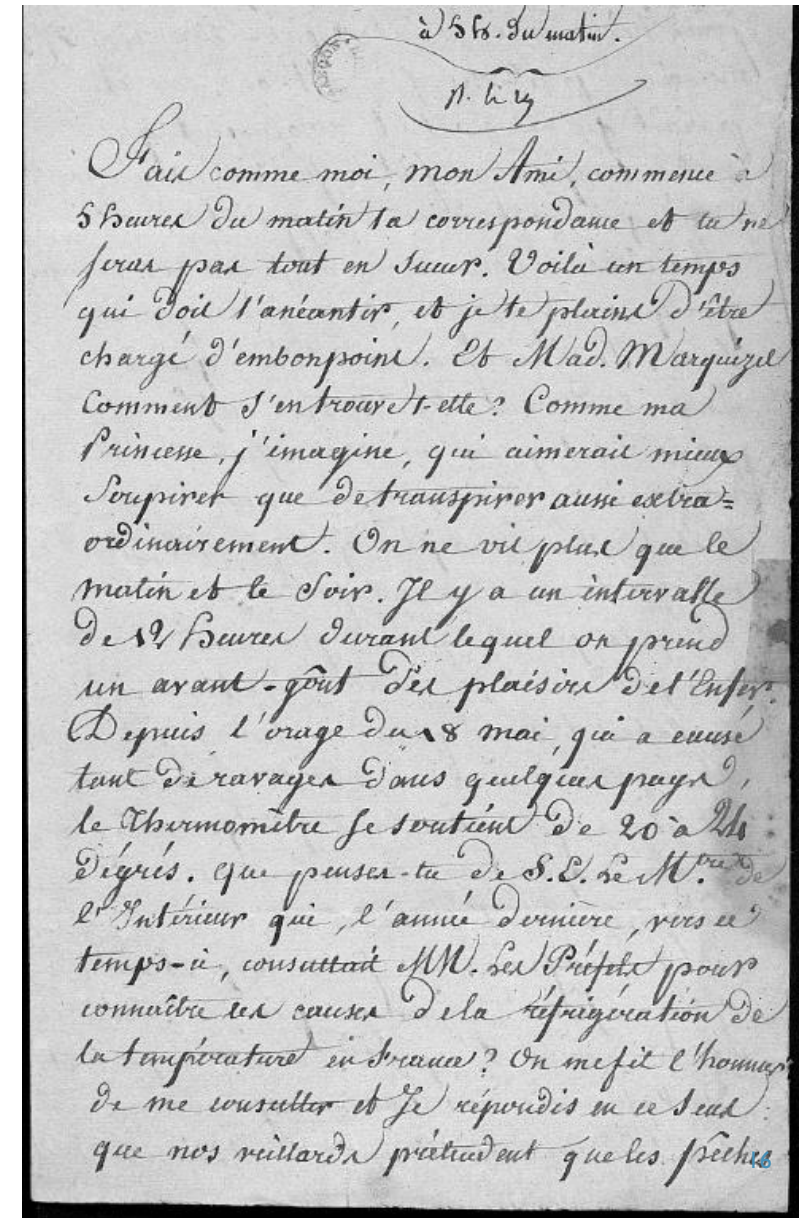 à 5 h. du matin.
Fais comme moi, mon Ami, commence à
5 heures du matin ta correspondance et tu ne
seras pas tout en sueur. Voilà un temps
qui doit t'anéantir, et je te plains d'être
chargé d'embonpoint. Et Mad. Marquizet
Comment s'en trouve t-elle? Comme ma
Princesse, j'imagine, qui aimerait mieux
Soupirer que de transpirer aussi extra=
ordinairement. On ne vit plus que le
matin et le Soir. Il y a un intervalle
de 12 heures durant lequel on prend
un avant-goût des plaisirs de l'Enfer.
Depuis l'orage du 18 mai, qui a causé
tant de ravages dans quelques pays,
le Thermomètre se soutient de 20 à 24
dégrés. que penses-tu de S.E. Le M.tre de
l'Intérieur qui, l'année dernière, vers ce
temps-ci, consultait MM. Les Préfets pour
connaître les causes de la réfrigération de
la température en France? On me fit l'honneur
de me consulter et Je répondis en ce Sens:
que nos vieillards prétendent que les pêches
16